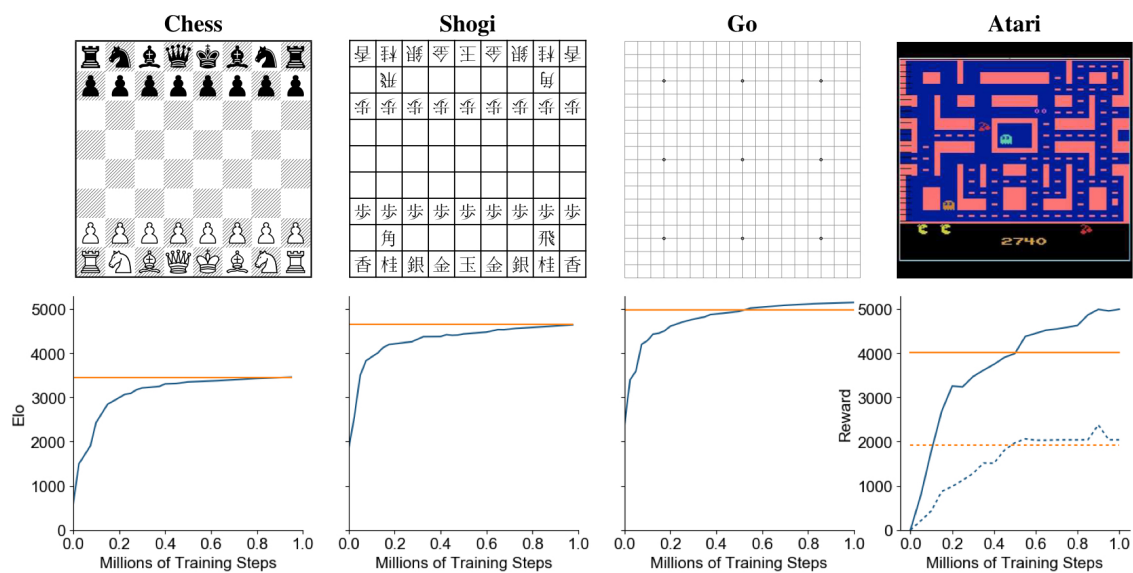 Chess Shogi Go Atari
香 桂 銀 金 玉 金 銀 桂 香
飛 角
歩 歩 歩 歩 歩 歩 歩 歩 歩
歩 歩 歩 歩 歩 歩 歩 歩 歩
角 飛
香 桂 銀 金 玉 金 銀 桂 香
2740
Elo
5000
4000
3000
2000
1000
0
0.0 0.2 0.4 0.6 0.8 1.0
Millions of Training Steps
0.0 0.2 0.4 0.6 0.8 1.0
Millions of Training Steps
0.0 0.2 0.4 0.6 0.8 1.0
Millions of Training Steps
Reward
5000
4000
3000
2000
1000
0
0.0 0.2 0.4 0.6 0.8 1.0
Millions of Training Steps